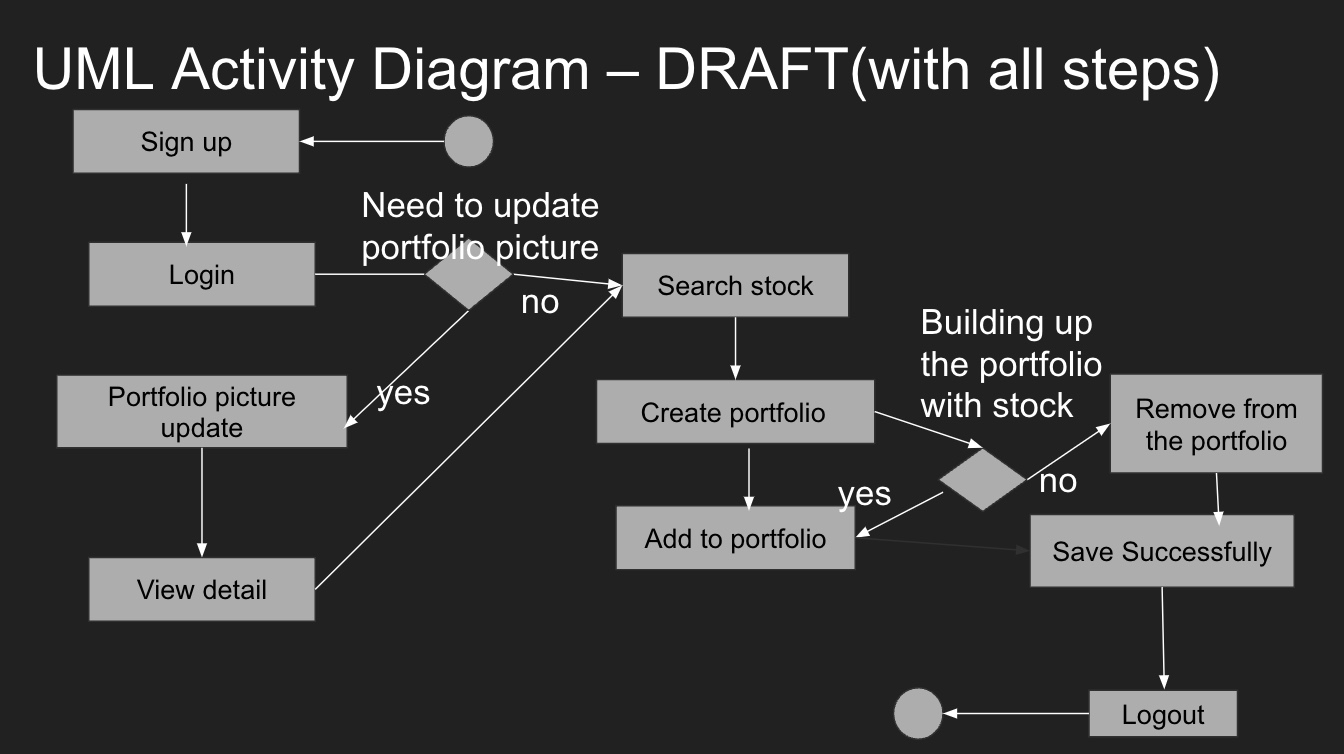 UML Activity Diagram – DRAFT(with all steps)
Sign up
Need to update
portfolio picture
Login
no
Search stock
yes
Portfolio picture
update
View detail
Create portfolio
Building up
the portfolio
with stock
yes
no
Remove from
the portfolio
Add to portfolio
Save Successfully
Logout